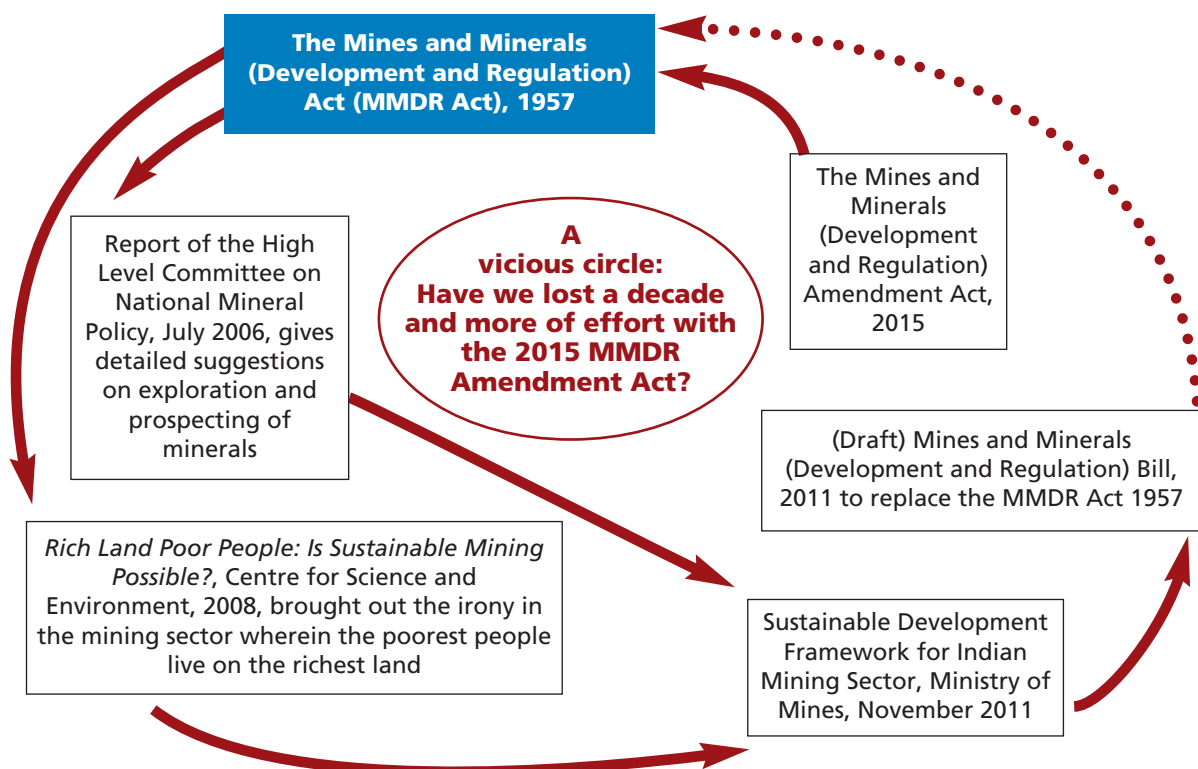 The Mines and Minerals
(Development and Regulation)
Act (MMDR Act), 1957
The Mines and
Minerals
(Development
and Regulation)
Amendment Act,
2015
Report of the High
Level Committee on
National Mineral
Policy, July 2006, gives
detailed suggestions
on exploration and
prospecting of
minerals
A
vicious circle:
Have we lost a decade
and more of effort with
the 2015 MMDR
Amendment Act?
(Draft) Mines and Minerals
(Development and Regulation) Bill,
2011 to replace the MMDR Act 1957
Rich Land Poor People: Is Sustainable Mining
Possible?, Centre for Science and
Environment, 2008, brought out the irony in
the mining sector wherein the poorest people
live on the richest land
Sustainable Development
Framework for Indian
Mining Sector, Ministry of
Mines, November 2011